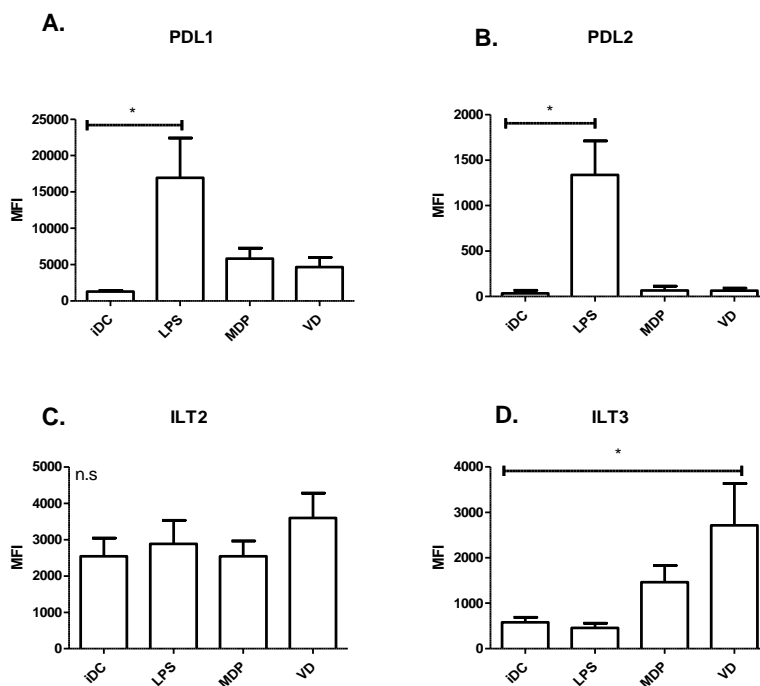 A.
PDL1
MFI
25000
20000
15000
10000
5000
0
*
iDC
LPS
MDP
VD
B.
PDL2
MFI
2000
1500
1000
500
0
*
iDC
LPS
MDP
VD
C.
ILT2
MFI
5000
4000
3000
2000
1000
0
n.s
iDC
LPS
MDP
VD
D.
ILT3
MFI
4000
3000
2000
1000
0
*
iDC
LPS
MDP
VD